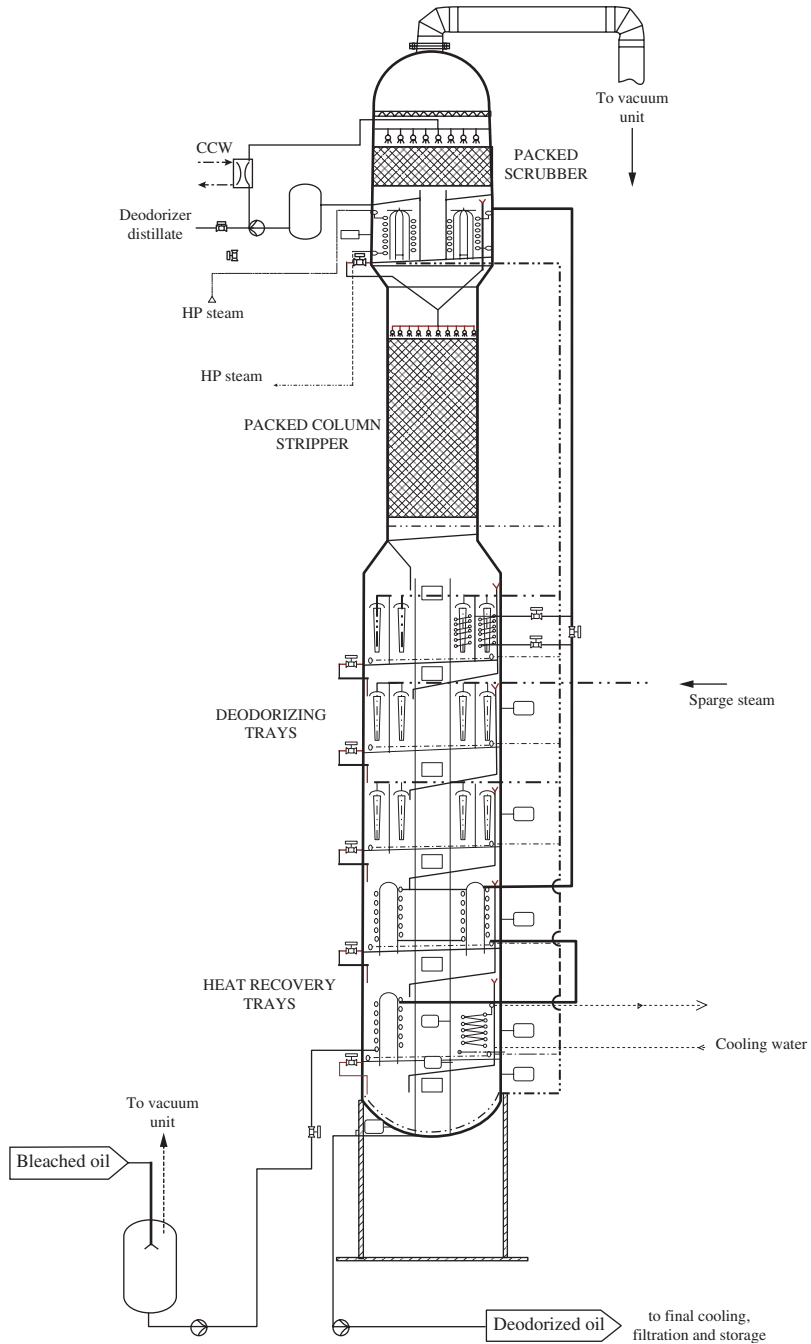 To vacuum
unit
CCW
PACKED
SCRUBBER
Deodorizer
distillate
HP steam
HP steam
PACKED COLUMN
STRIPPER
Sparge steam
DEODORIZING
TRAYS
HEAT RECOVERY
TRAYS
Cooling water
To vacuum
unit
Bleached oil
Deodorized oil
to final cooling,
filtration and storage